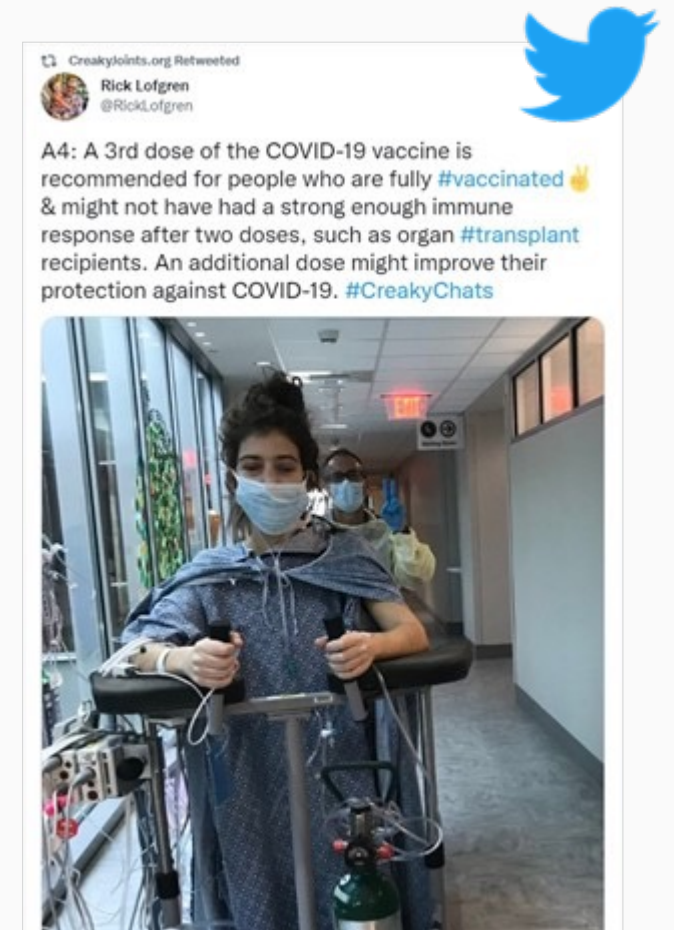 CreakyJoints.org Retweeted
Rick Lofgren
@RickLofgren
A4: A 3rd dose of the COVID-19 vaccine is
recommended for people who are fully #vaccinated ✌
& might not have had a strong enough immune
response after two doses, such as organ #transplant
recipients. An additional dose might improve their
protection against COVID-19. #CreakyChats
Exit